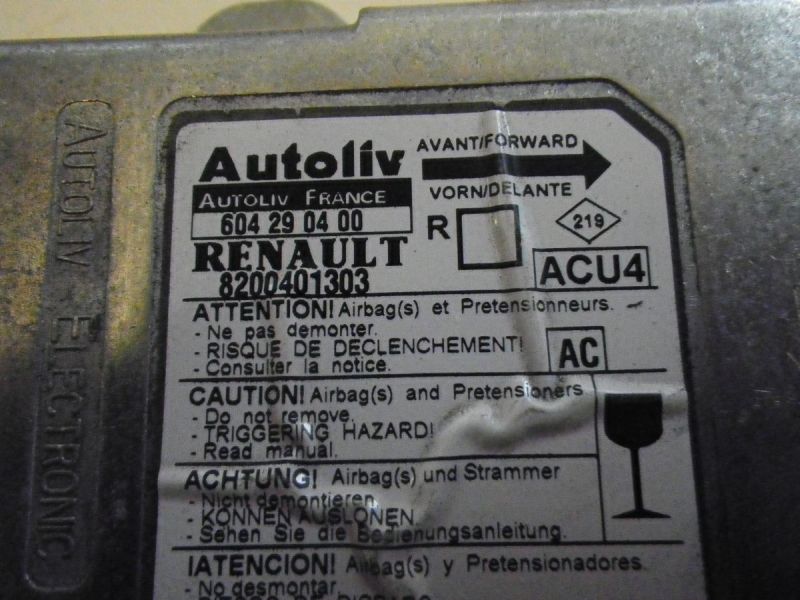 AUTOLIV ELECTRONIC
Autoliv
AVANT/FORWARD
AUTOLIV FRANCE
VORN/DELANTE
604 29 04 00
R
219
RENAULT
ACU4
8200401303
ATTENTION! Airbag(s) et Pretensionneurs.
- Ne pas demonter.
- RISQUE DE DECLENCHEMENT!
- Consulter la notice.
AC
CAUTION! Airbag(s) and Pretensioners
- Do not remove.
- TRIGGERING HAZARD!
- Read manual.
ACHTUNG! Airbag(s) und Strammer
- Nicht demontieren.
- KONNEN AUSLONEN.
- Sehen Sie die Bedienungsanleitung.
!ATENCION! Airbag(s) y Pretensionadores.
- No desmontar.